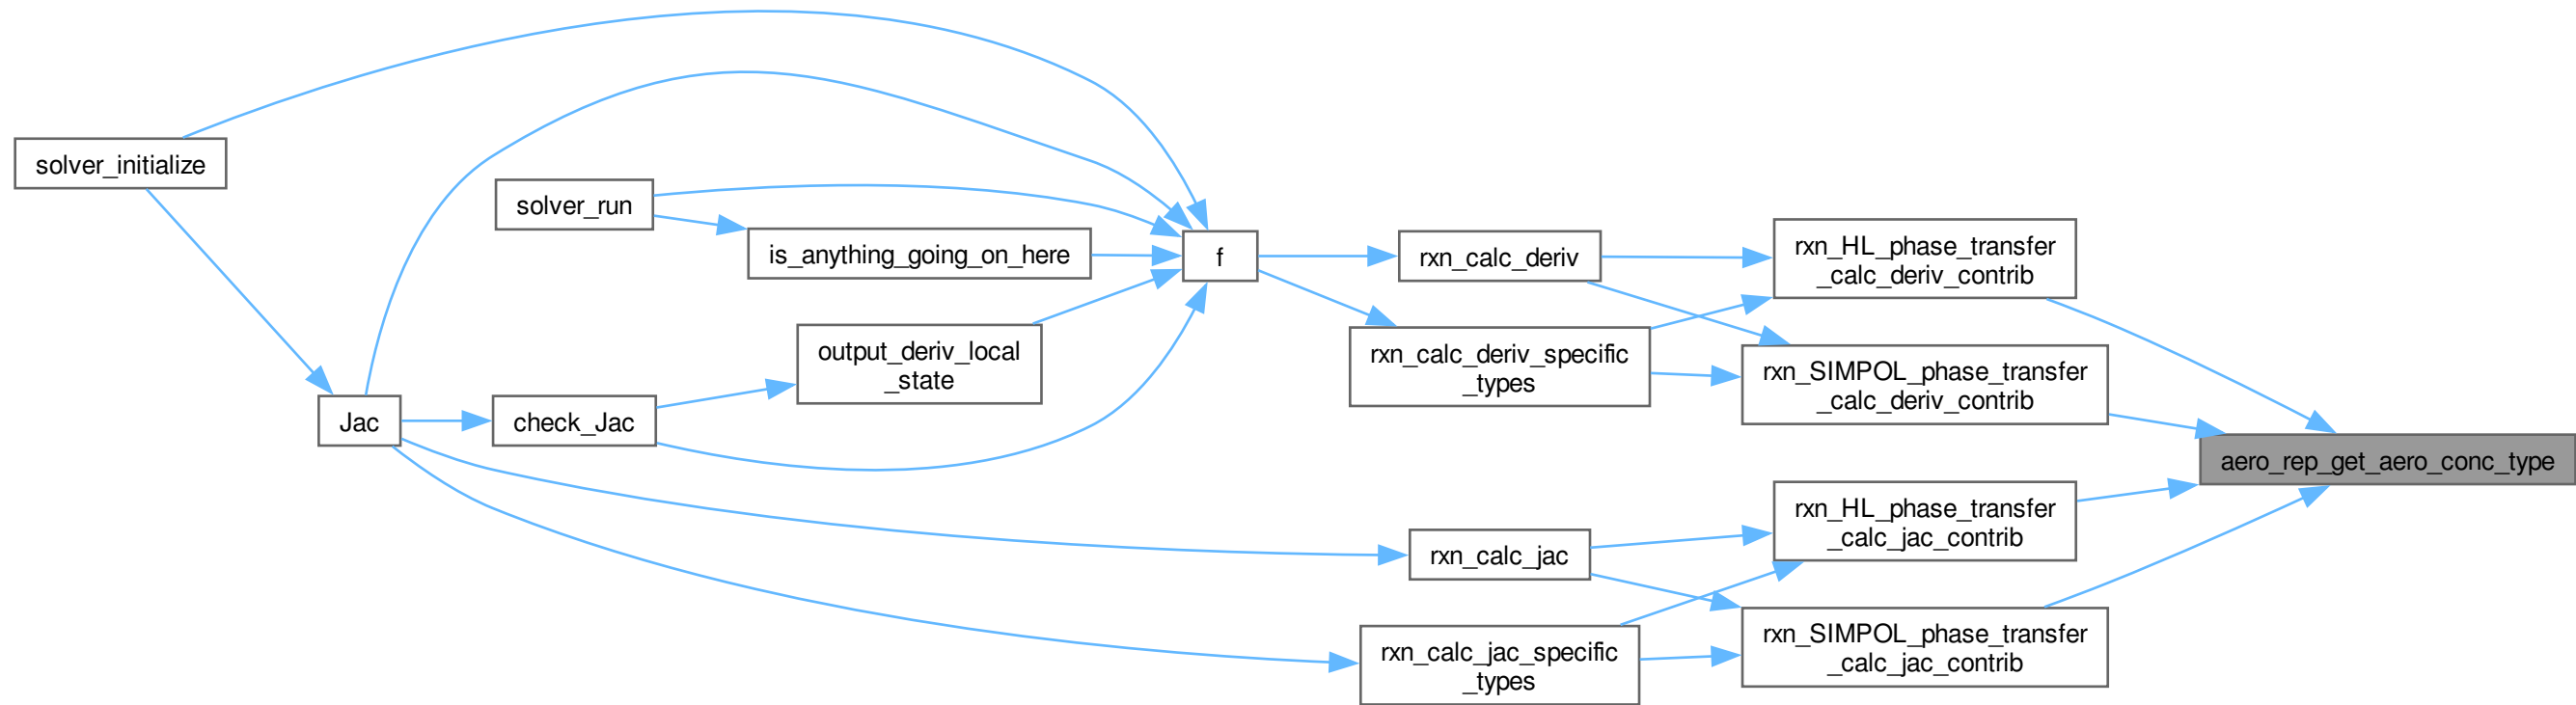 solver_initialize
solver_run
is_anything_going_on_here
f
rxn_calc_deriv
rxn_HL_phase_transfer
_calc_deriv_contrib
output_deriv_local
_state
rxn_calc_deriv_specific
_types
rxn_SIMPOL_phase_transfer
_calc_deriv_contrib
Jac
check_Jac
aero_rep_get_aero_conc_type
rxn_calc_jac
rxn_HL_phase_transfer
_calc_jac_contrib
rxn_calc_jac_specific
_types
rxn_SIMPOL_phase_transfer
_calc_jac_contrib